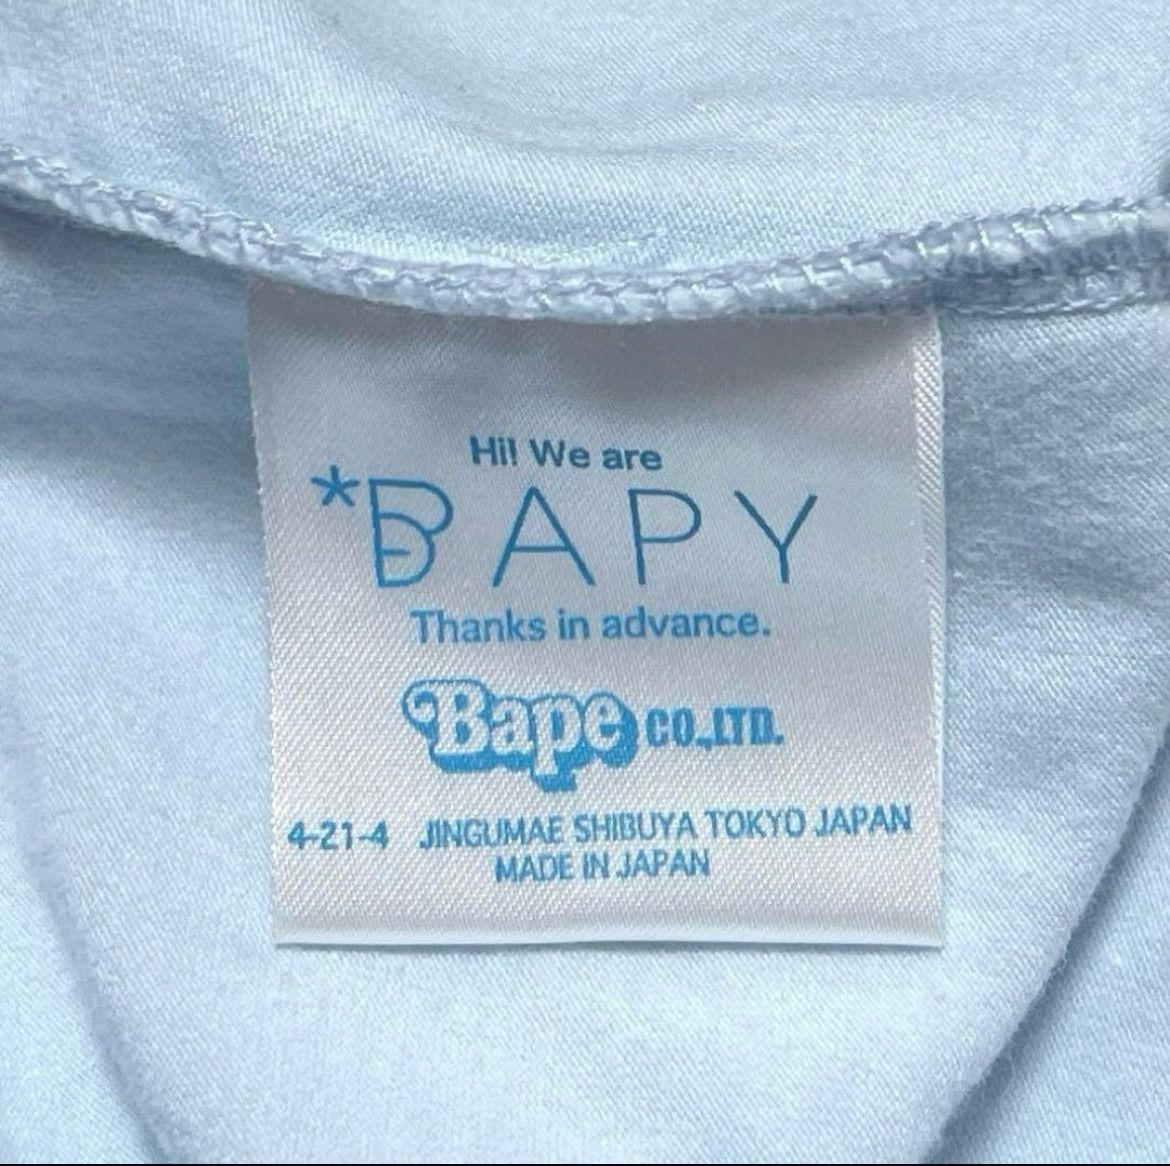 Hi! We are
*BAPY
Thanks in advance.
Bape CO.,LTD.
4-21-4 JINGUMAE SHIBUYA TOKYO JAPAN
MADE IN JAPAN